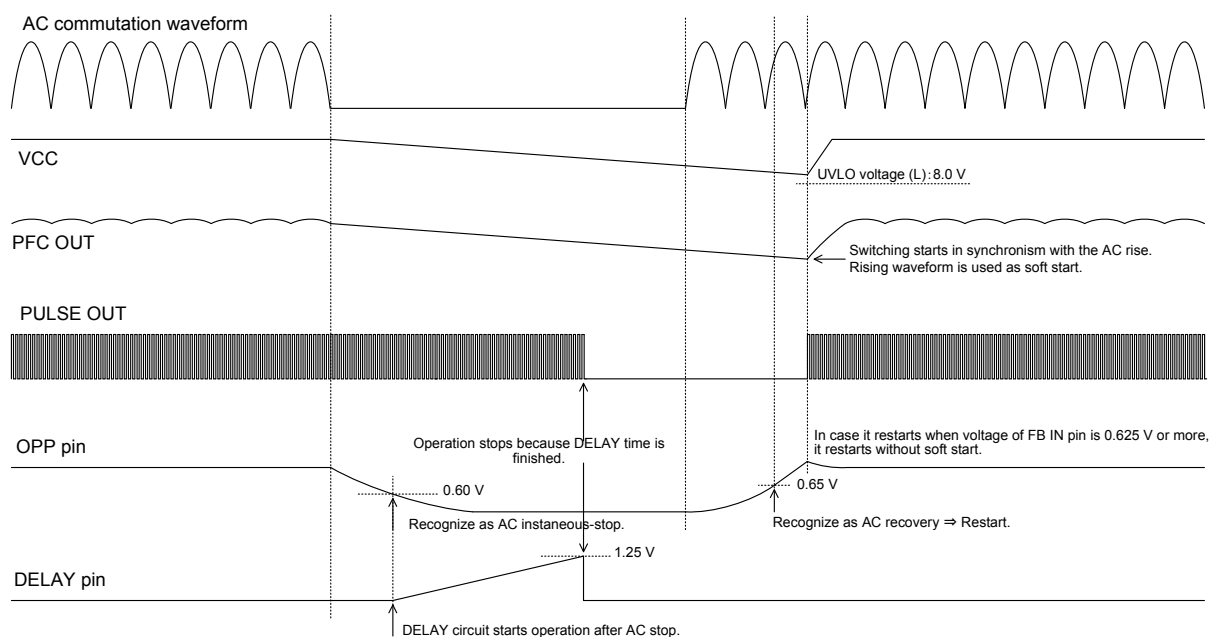 AC commutation waveform
VCC
UVLO voltage (L): 8.0 V
PFC OUT
Switching starts in synchronism with the AC rise.
Rising waveform is used as soft start.
PULSE OUT
OPP pin
Operation stops because DELAY time is
finished.
In case it restarts when voltage of FB IN pin is 0.625 V or more,
it restarts without soft start.
0.60 V
0.65 V
Recognize as AC instaneous-stop.
Recognize as AC recovery ⇒ Restart.
1.25 V
DELAY pin
DELAY circuit starts operation after AC stop.